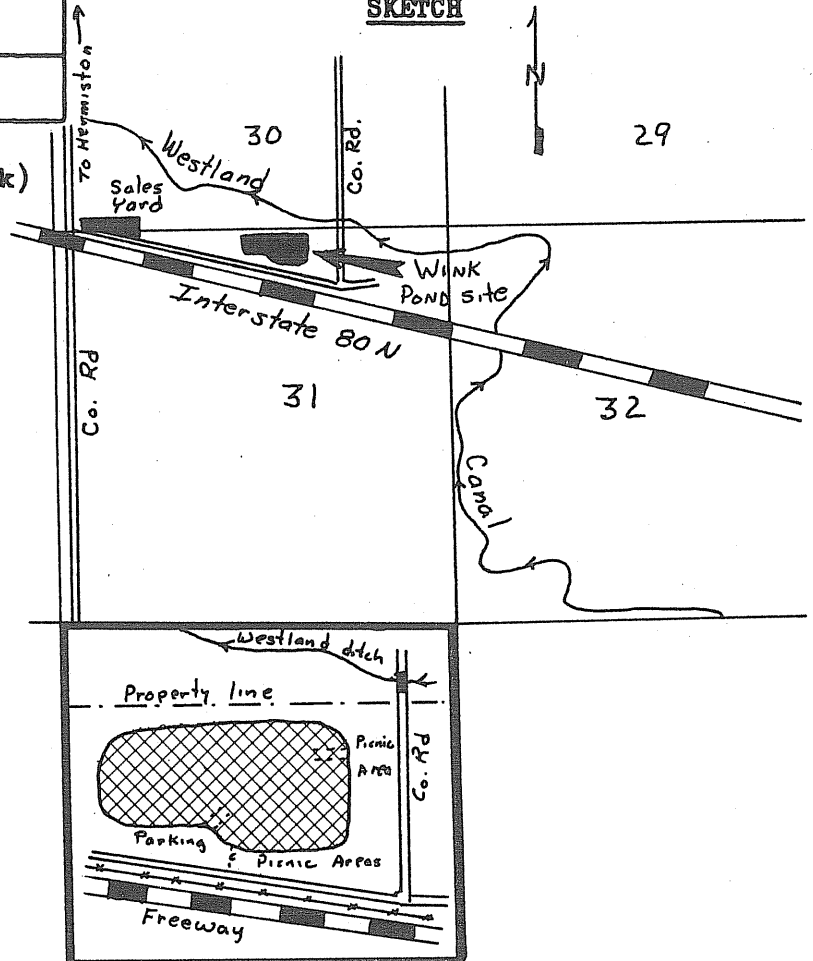 SKETCH
To Hermiston
N
30
29
Westland
Co. Rd.
k)
Sales
Yard
WINK
POND SITE
Interstate 80 N
Co. Rd
31
32
Canal
Westland ditch
Property line
Picnic
Area
Co. Rd
Parking
& Picnic Areas
Freeway